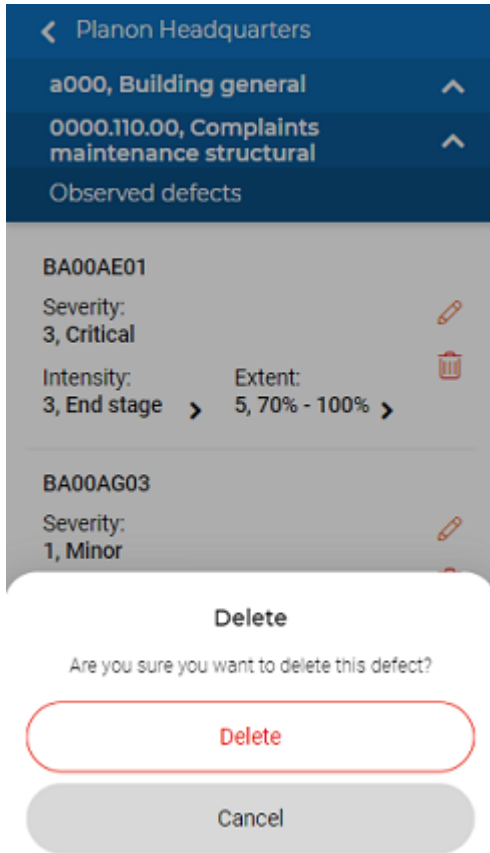 Planon Headquarters
a000, Building general
0000.110.00, Complaints
maintenance structural
Observed defects
BA00AE01
Severity:
3, Critical
Intensity: Extent:
3, End stage 5, 70% - 100%
BA00AG03
Severity:
1, Minor
Delete
Are you sure you want to delete this defect?
Delete
Cancel